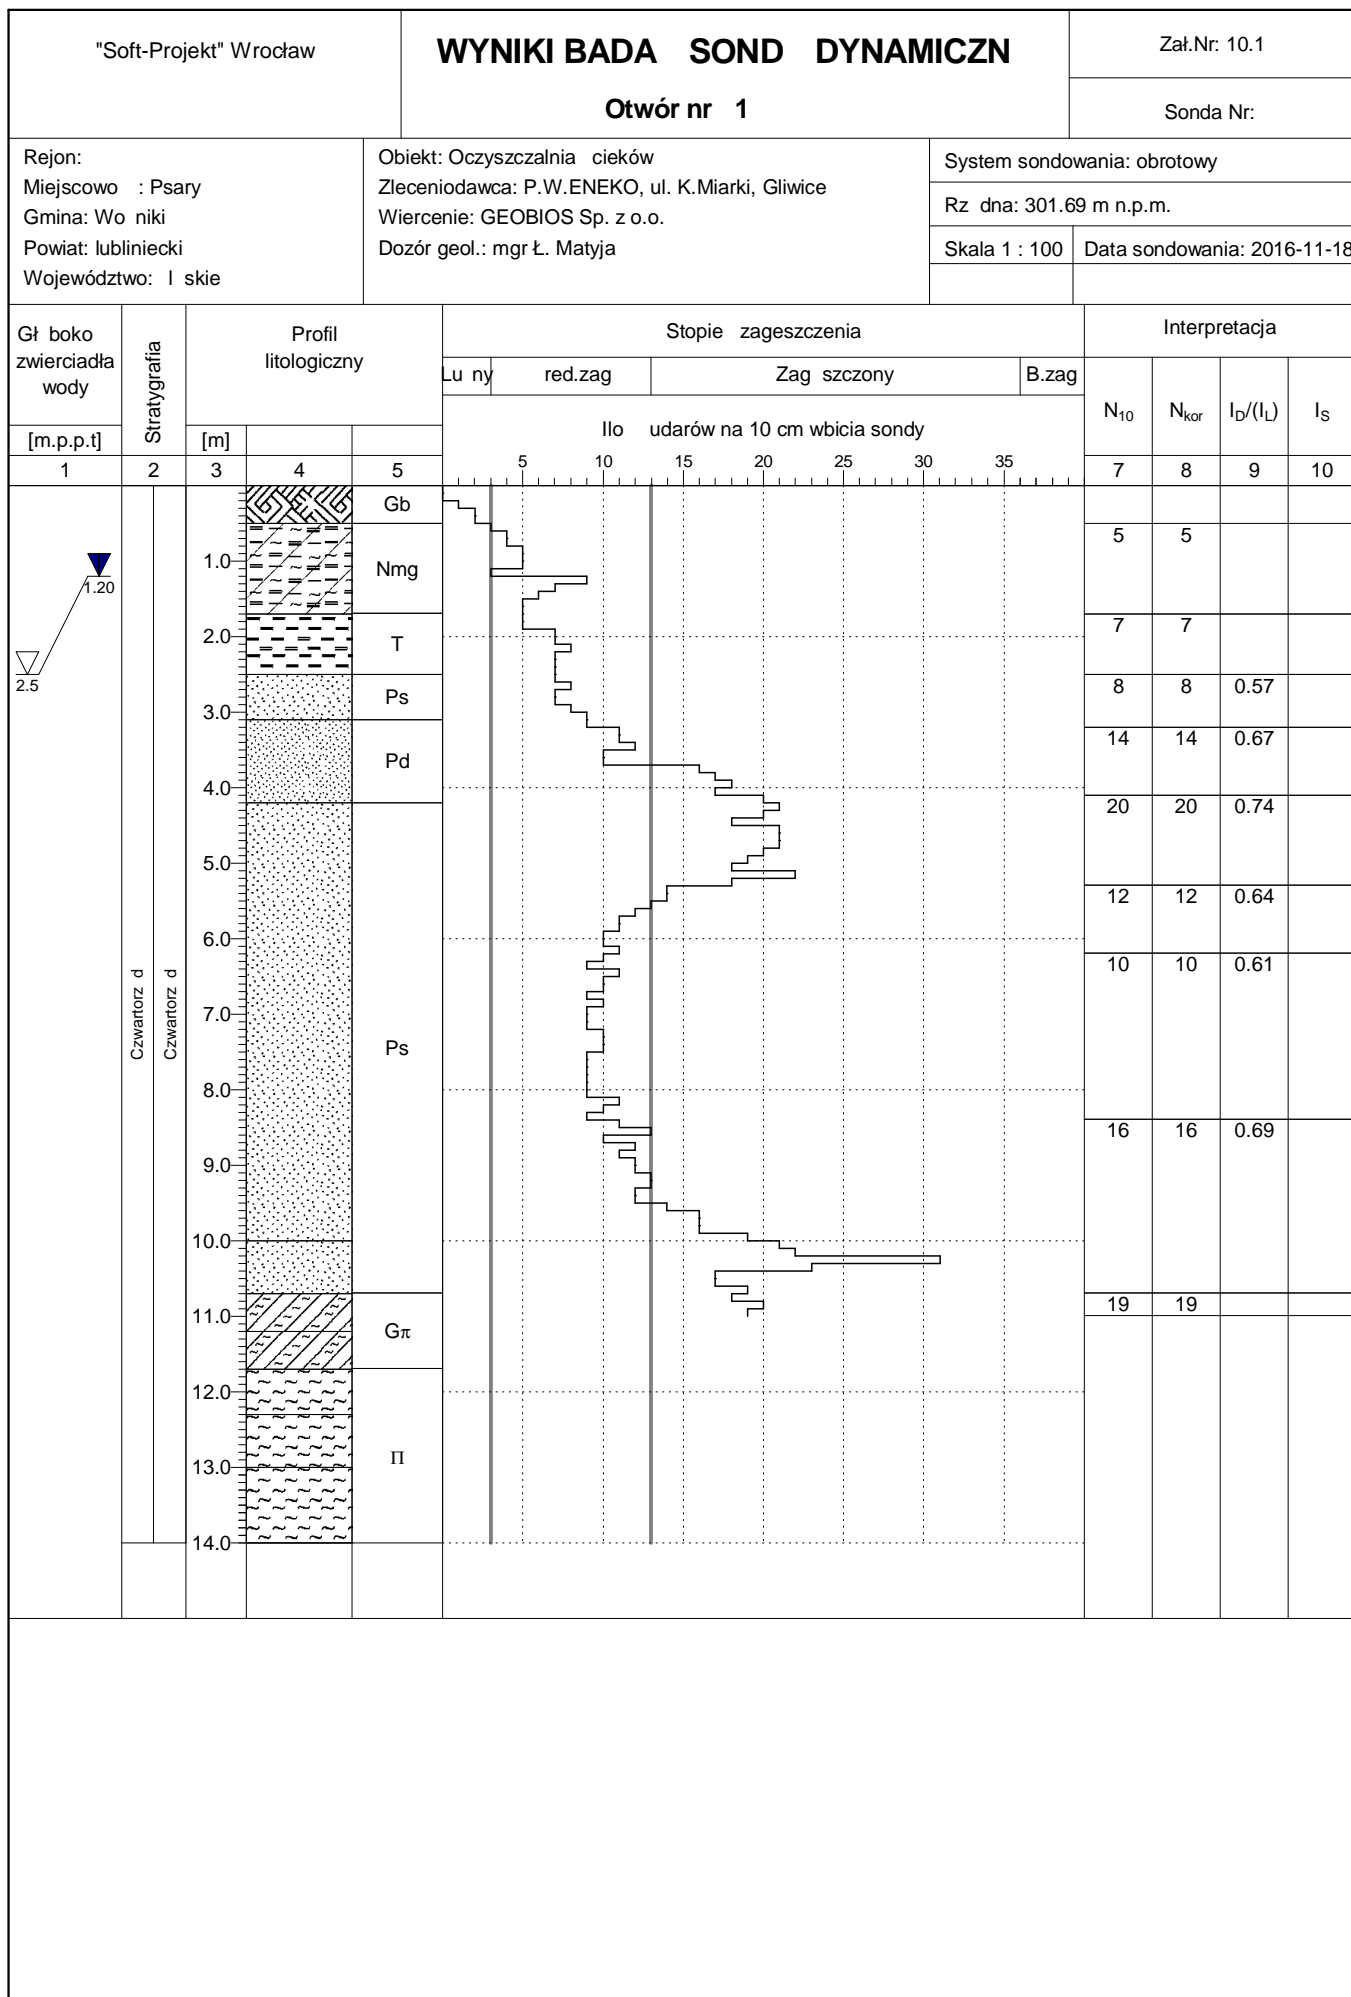 "Soft-Projekt" Wrocław
WYNIKI BADA SOND DYNAMICZN
Otwór nr 1
Zał.Nr: 10.1
Sonda Nr:
Rejon:
Miejscowo : Psary
Gmina: Wo niki
Powiat: lubliniecki
Województwo: l skie
Obiekt: Oczyszczalnia cieków
Zleceniodawca: P.W.ENEKO, ul. K.Miarki, Gliwice
Wiercenie: GEOBIOS Sp. z o.o.
Dozór geol.: mgr Ł. Matyja
System sondowania: obrotowy
Rz dna: 301.69 m n.p.m.
Skala 1 : 100
Data sondowania: 2016-11-18
Gł boko
zwierciadła
wody
[m.p.p.t]
Stratygrafia
Profil
litologiczny
[m]
Stopie zageszczenia
Lu ny
red.zag
Zag szczony
B.zag
Ilo udarów na 10 cm wbicia sondy
5 10 15 20 25 30 35
Interpretacja
N10
Nkor
ID/(IL)
IS
1 2 3 4 5 7 8 9 10
Gb
5 5
1.0
Nmg
1.20
7 7
2.0
T
2.5
Ps
8 8 0.57
3.0
14 14 0.67
Pd
4.0
20 20 0.74
5.0
12 12 0.64
6.0
10 10 0.61
Czwartorz d
Czwartorz d
7.0
Ps
8.0
16 16 0.69
9.0
10.0
19 19
11.0
Gπ
12.0
Π
13.0
14.0